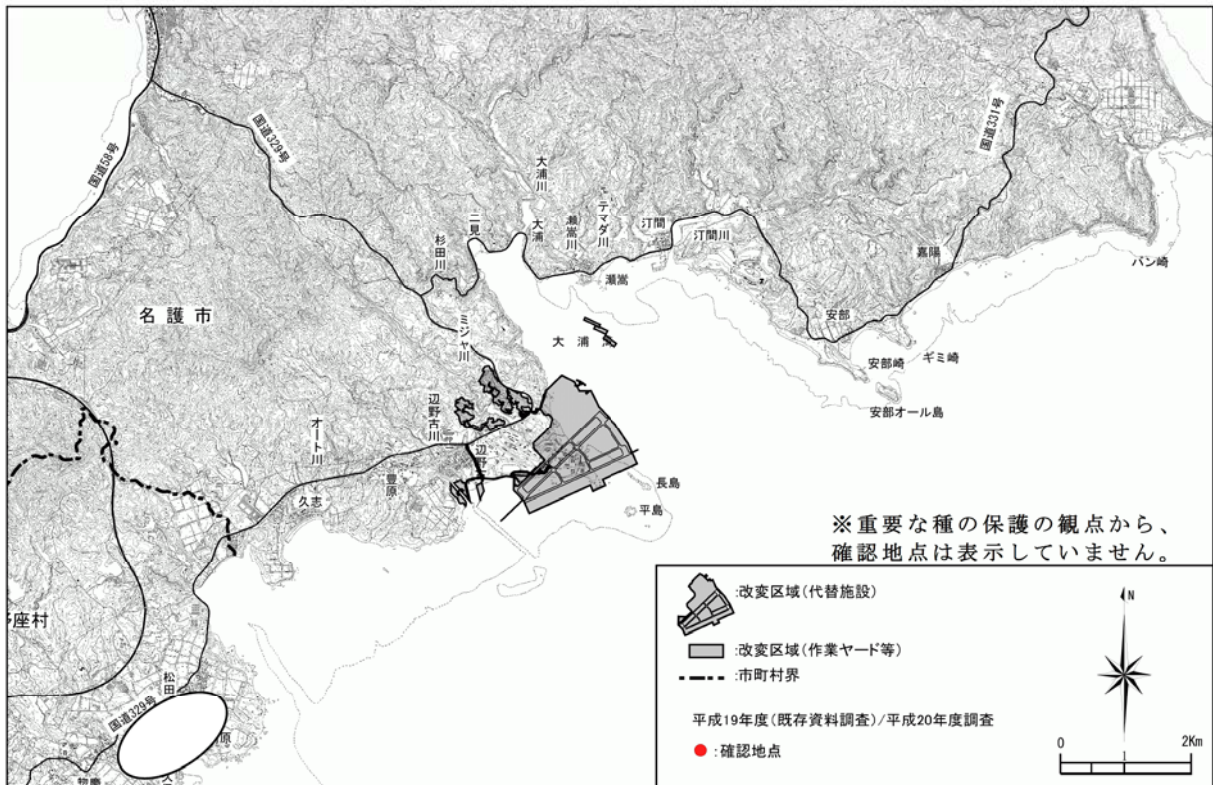 国道58号
国道329号
国道331号
大浦川
大浦
瀬嵩川
テマダ川
汀間
汀間川
二見
杉田川
瀬嵩
嘉陽
バン崎
名護市
ミジャ川
安部
安部崎
ギミ崎
安部オール島
大浦
辺野古川
オート川
辺野
豊原
久志
長島
平島
※重要な種の保護の観点から、
確認地点は表示していません。
座村
松田
国道329号
原
:改変区域(代替施設)
:改変区域(作業ヤード等)
:市町村界
平成19年度(既存資料調査)/平成20年度調査
:確認地点
N
0 1 2Km